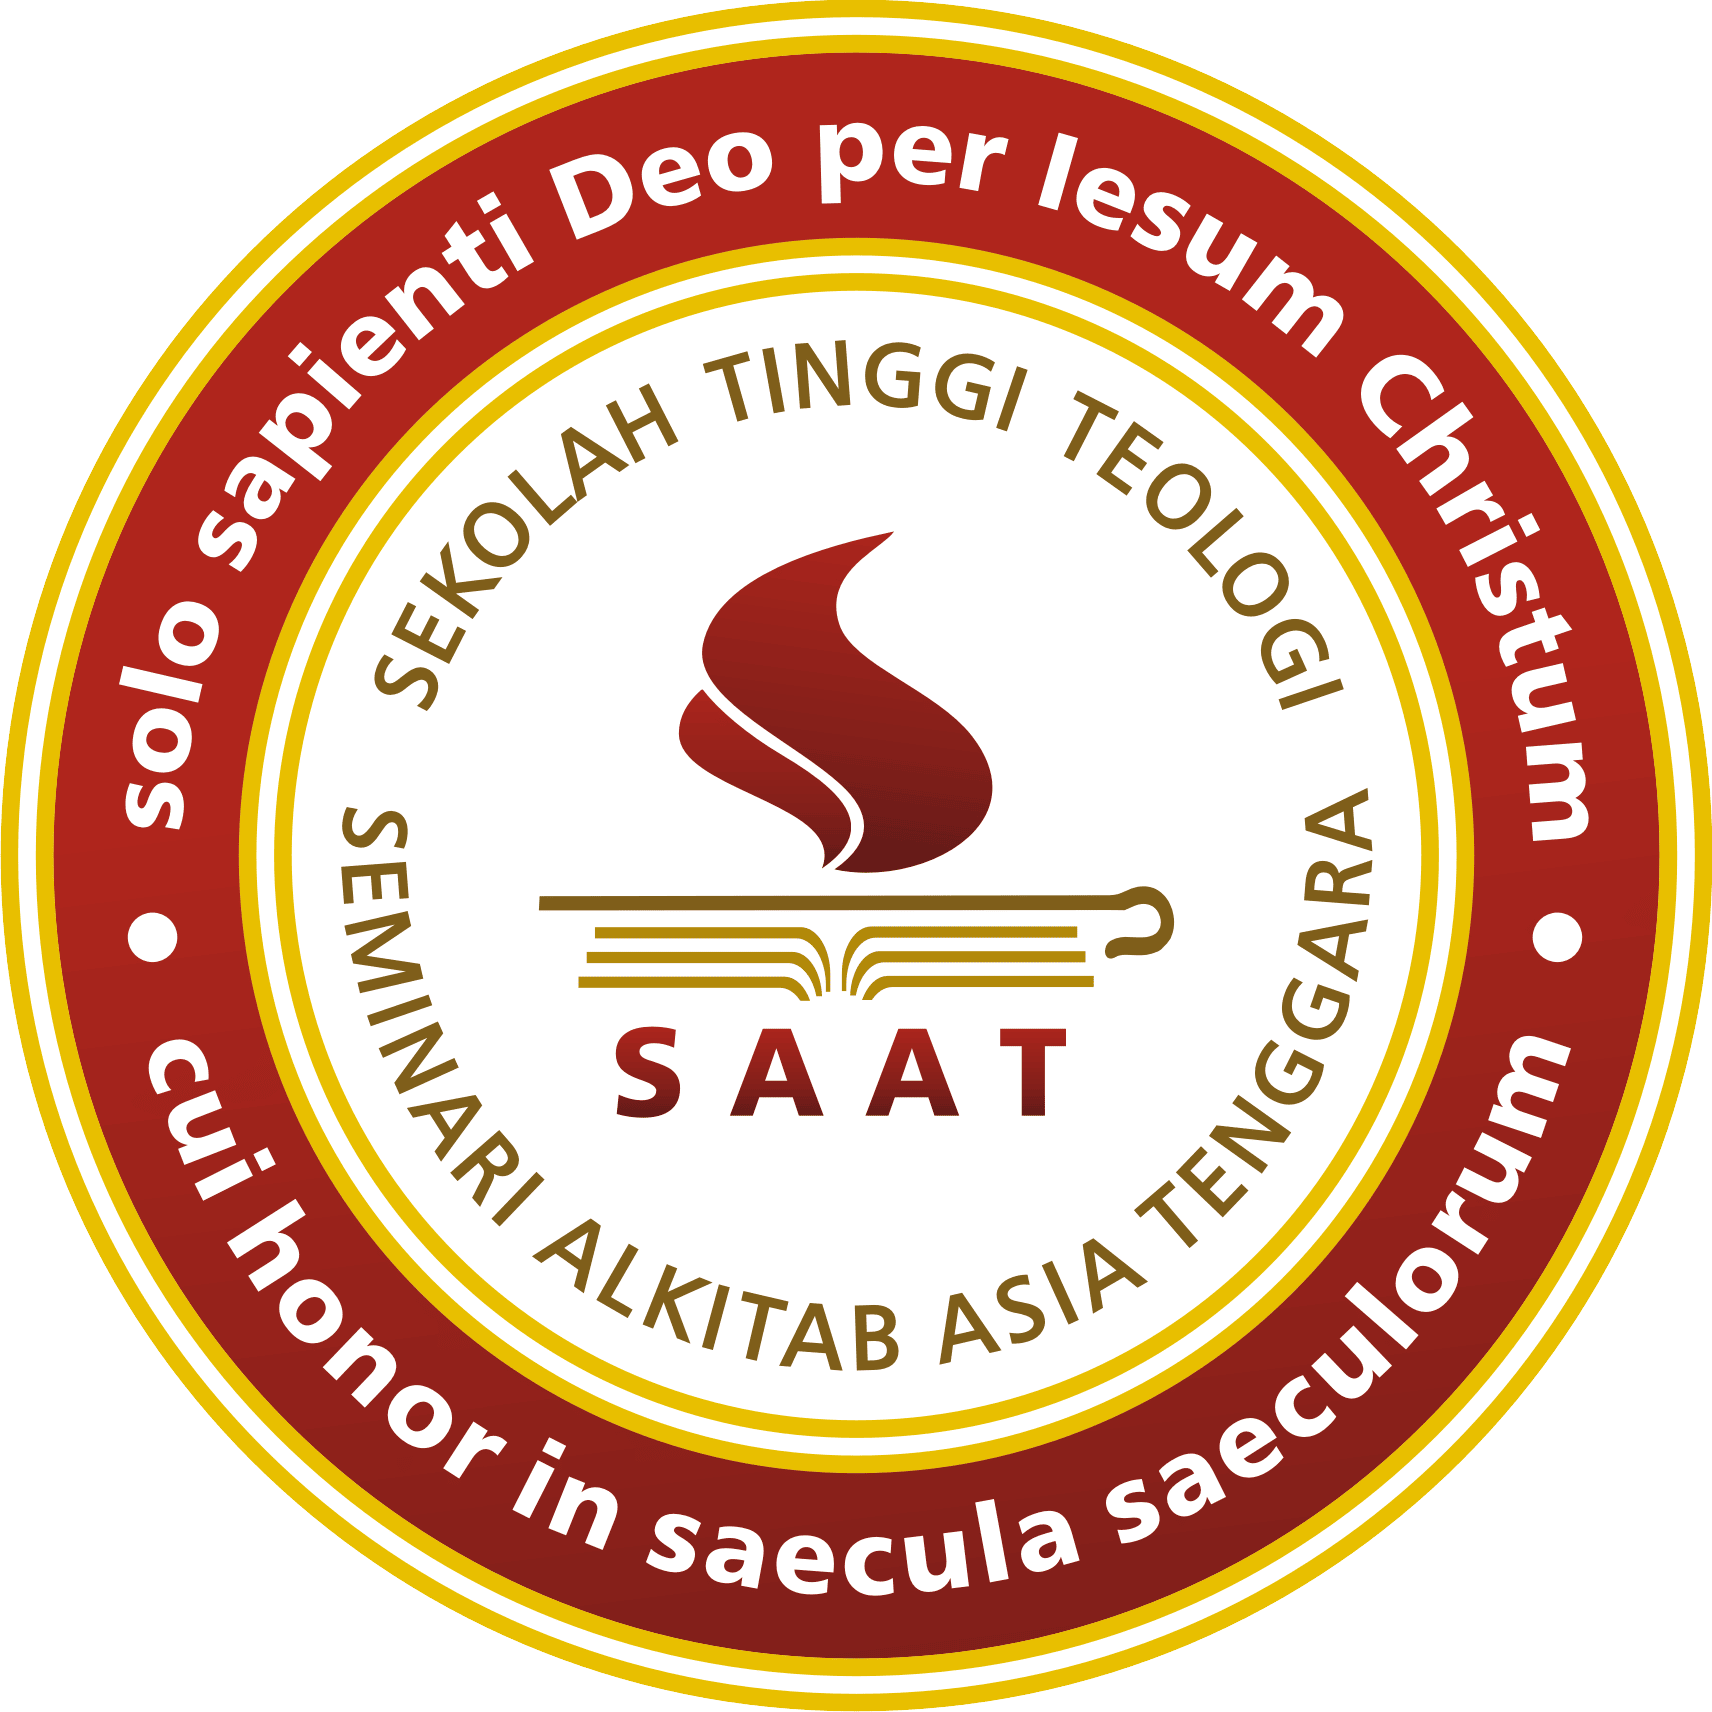 solo sapienti Deo per Iesum Christum
cui honor in saecula saeculorum
SEKOLAH TINGGI TEOLOGI
SEMINARI ALKITAB ASIA TENGGARA
SAAT